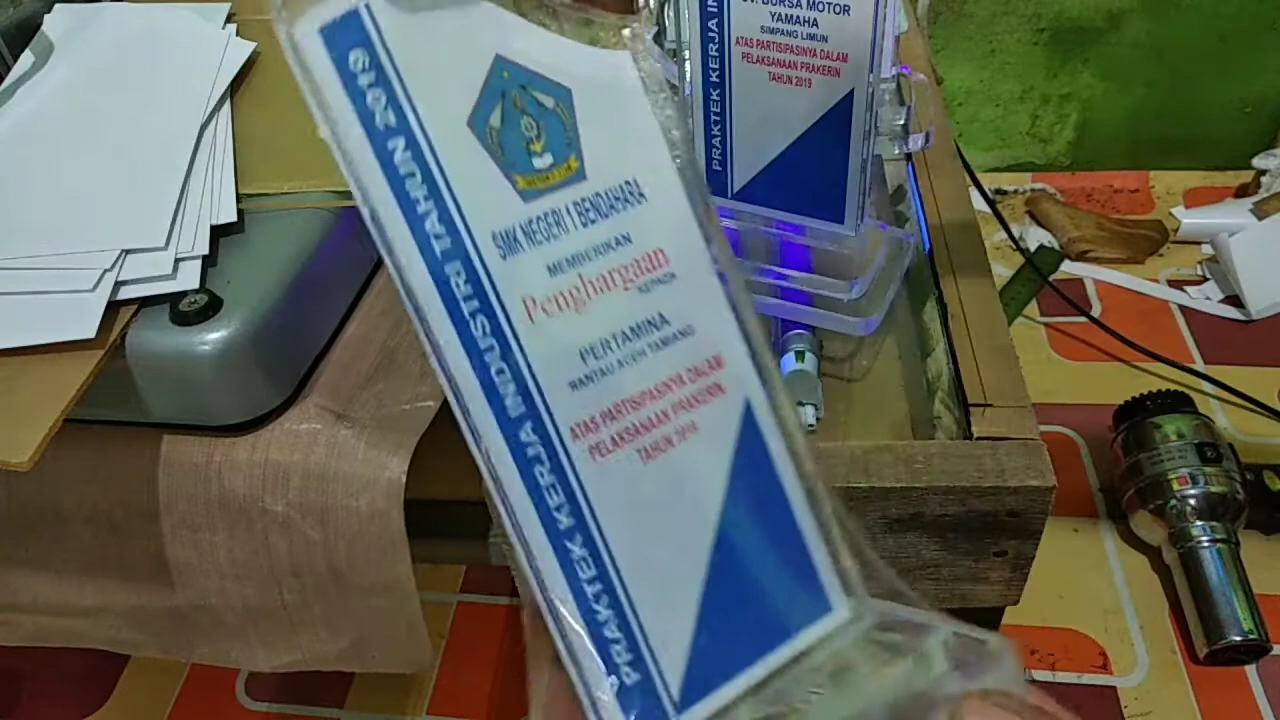 PRAKTEK KERJA INDUSTRI TAHUN 2019
SMK NEGERI 1 BENDAHARA
MEMBERIKAN
Penghargaan
KEPADA
PERTAMINA
RANTAU ACEH TAMIANG
ATAS PARTISIPASINYA DALAM
PELAKSANAAN PRAKERIN
TAHUN 2019
PRAKTEK KERJA IN
CV. BURSA MOTOR
YAMAHA
SIMPANG LIMUN
ATAS PARTISIPASINYA DALAM
PELAKSANAAN PRAKERIN
TAHUN 2019